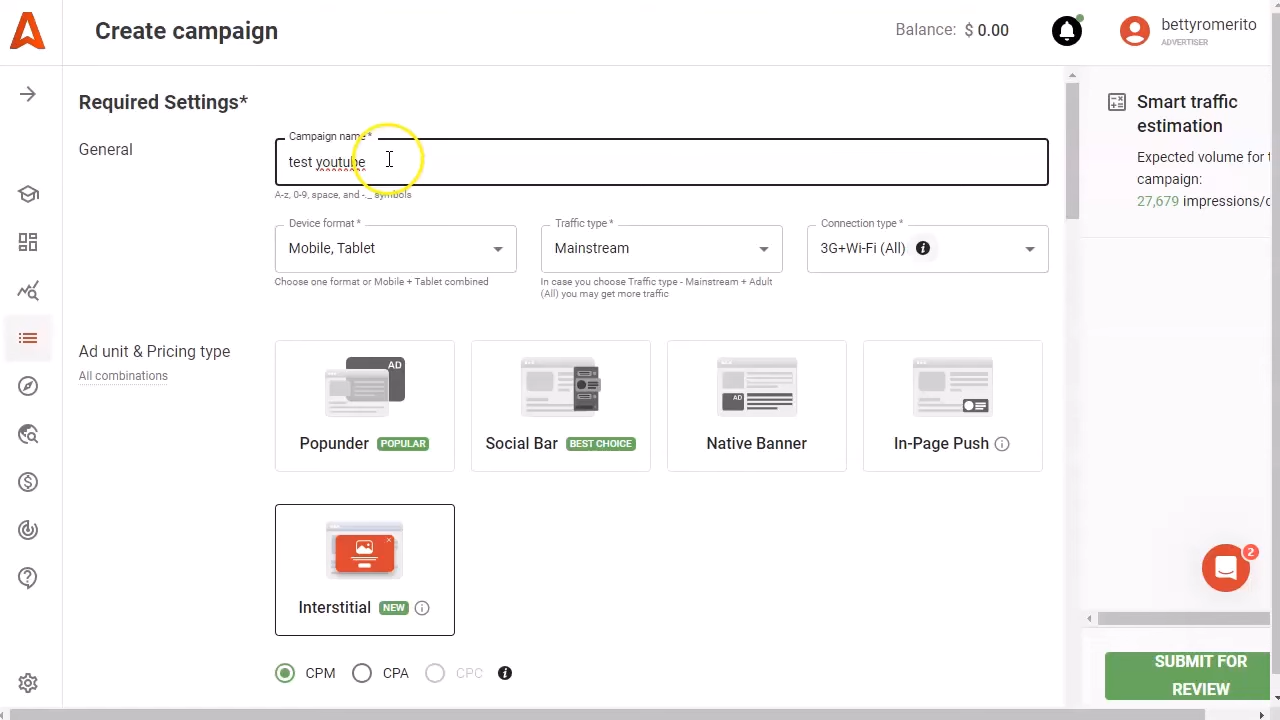 Create campaign
Balance: $ 0.00
bettyromerito
ADVERTISER
Required Settings*
General
Campaign name *
test youtube
A-z, 0-9, space, and -._ symbols
Device format *
Mobile, Tablet
Choose one format or Mobile + Tablet combined
Traffic type *
Mainstream
In case you choose Traffic type - Mainstream + Adult
(All) you may get more traffic
Connection type *
3G+Wi-Fi (All)
Smart traffic
estimation
Expected volume for
campaign:
27,679 impressions/
Ad unit & Pricing type
All combinations
AD
Popunder POPULAR
Social Bar BEST CHOICE
AD
Native Banner
In-Page Push
Interstitial NEW
CPM CPA CPC
2
SUBMIT FOR
REVIEW